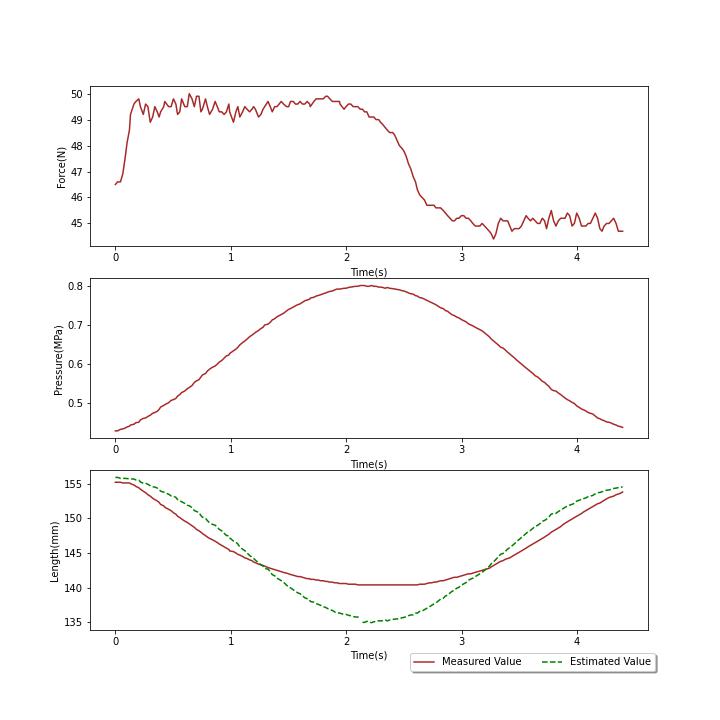 50
49
48
47
46
45
Force(N)
0 1 2 3 4
Time(s)
0.8
0.7
0.6
0.5
Pressure(MPa)
0 1 2 3 4
Time(s)
155
150
145
140
135
Length(mm)
0 1 2 3 4
Time(s)
Measured Value Estimated Value